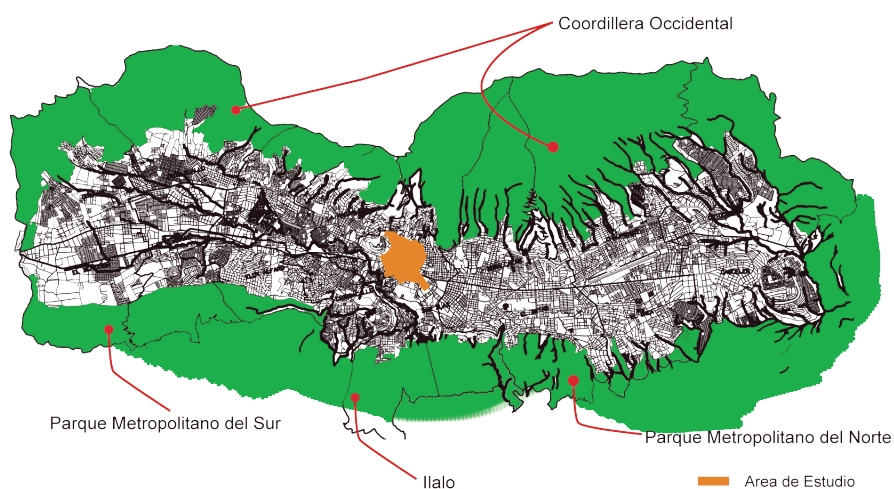 Coordillera Occidental
Parque Metropolitano del Sur
Parque Metropolitano del Norte
Ilalo
Area de Estudio